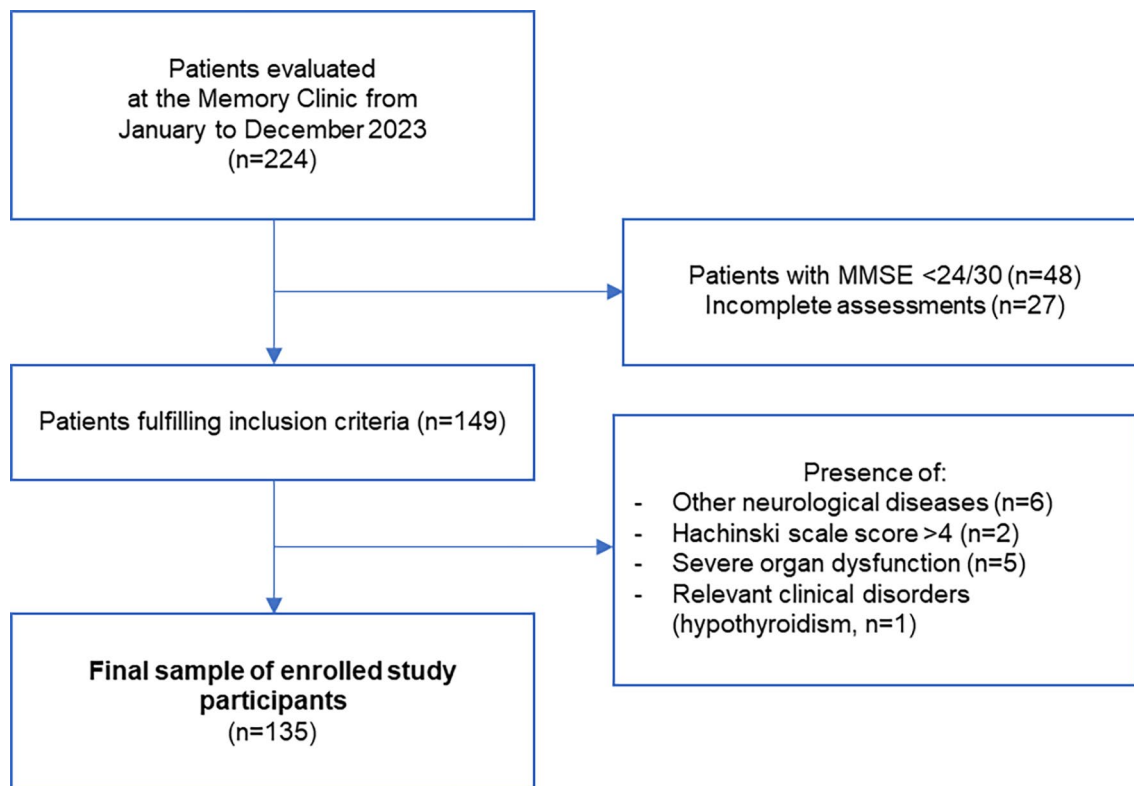 Patients evaluated
at the Memory Clinic from
January to December 2023
(n=224)
Patients with MMSE <24/30 (n=48)
Incomplete assessments (n=27)
Patients fulfilling inclusion criteria (n=149)
Presence of:
- Other neurological diseases (n=6)
- Hachinski scale score >4 (n=2)
- Severe organ dysfunction (n=5)
- Relevant clinical disorders
(hypothyroidism, n=1)
Final sample of enrolled study
participants
(n=135)